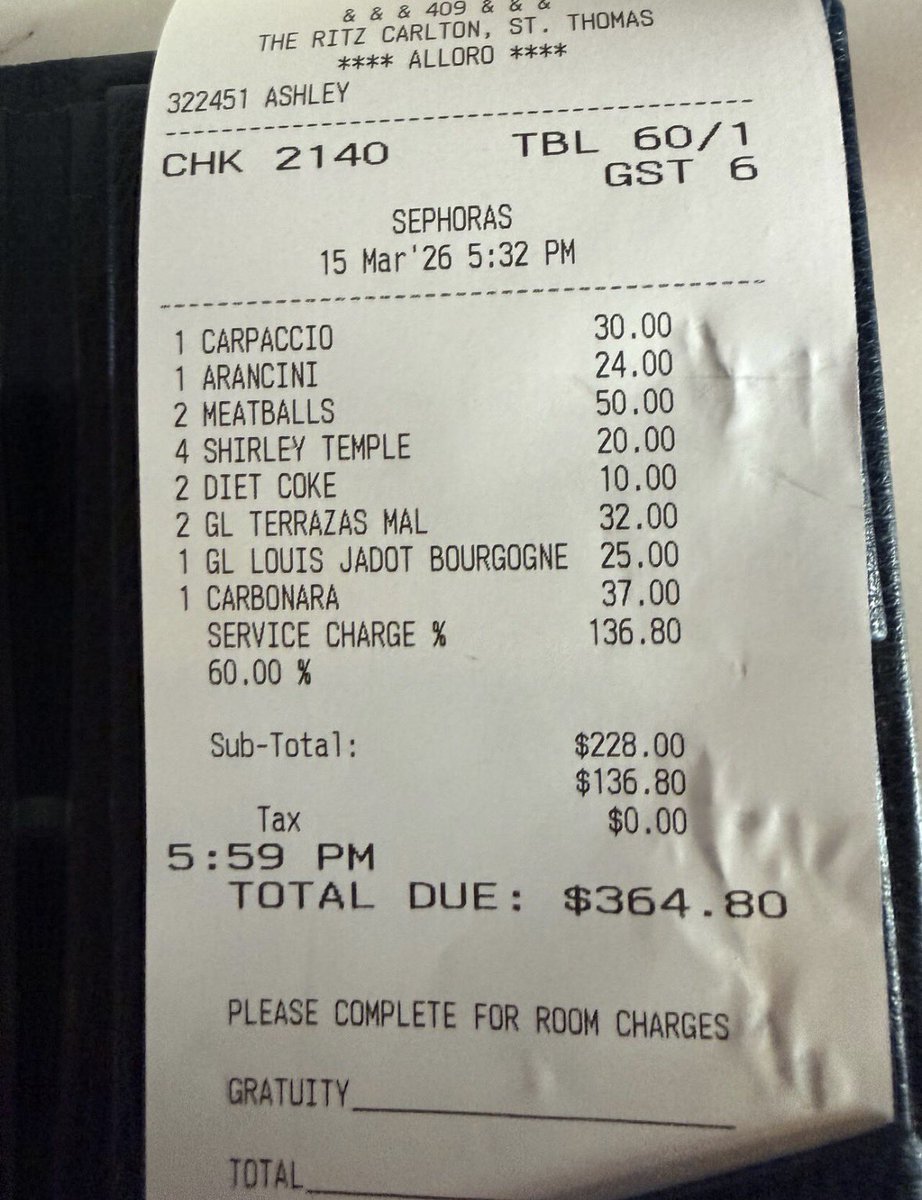 & & & 409 & & &
THE RITZ CARLTON, ST. THOMAS
**** ALLORO ****
322451 ASHLEY
CHK 2140 TBL 60/1
GST 6
SEPHORAS
15 Mar'26 5:32 PM
1 CARPACCIO 30.00
1 ARANCINI 24.00
2 MEATBALLS 50.00
4 SHIRLEY TEMPLE 20.00
2 DIET COKE 10.00
2 GL TERRAZAS MAL 32.00
1 GL LOUIS JADOT BOURGOGNE 25.00
1 CARBONARA 37.00
SERVICE CHARGE % 136.80
60.00 %
Sub-Total: $228.00
$136.80
Tax $0.00
5:59 PM
TOTAL DUE: $364.80
PLEASE COMPLETE FOR ROOM CHARGES
GRATUITY
TOTAL